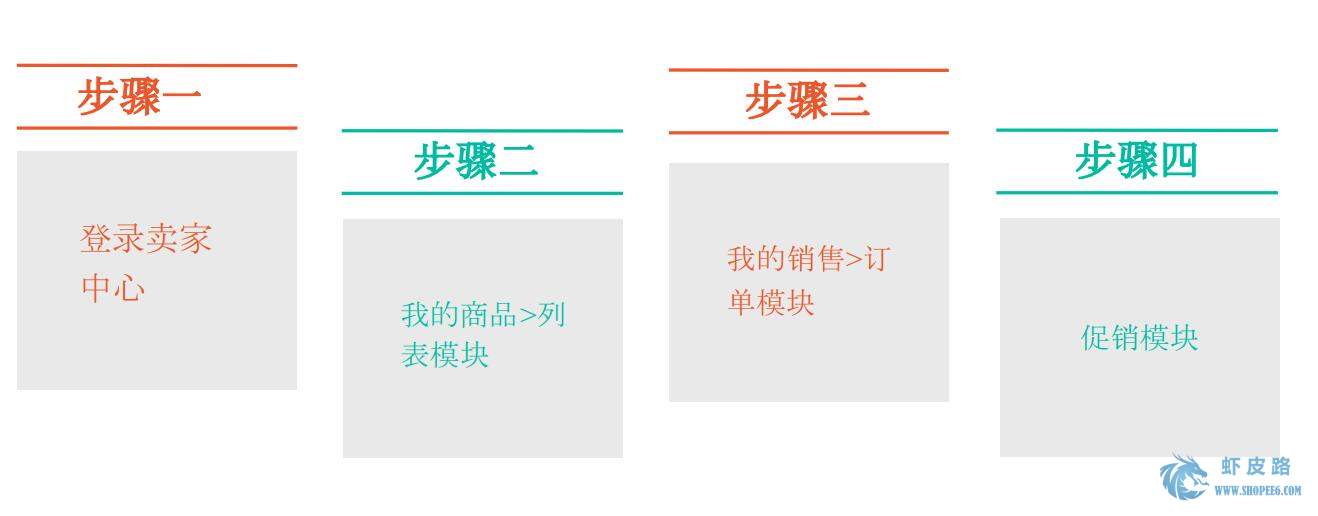 步骤一
登录卖家
中心
步骤二
我的商品>列
表模块
步骤三
我的销售>订
单模块
步骤四
促销模块
虾皮路
WWW.SHOPEE6.COM